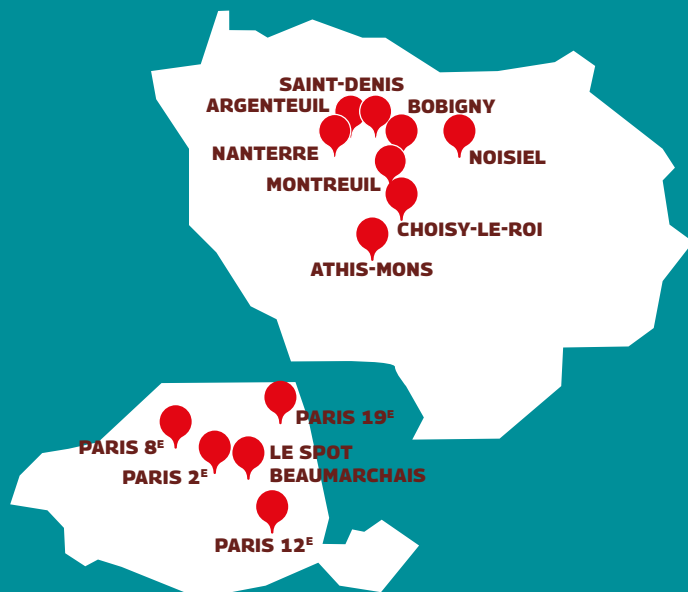 SAINT-DENIS
ARGENTEUIL
BOBIGNY
NANTERRE
NOISIEL
MONTREUIL
CHOISY-LE-ROI
ATHIS-MONS
PARIS 19ᴱ
PARIS 8ᴱ
LE SPOT
BEAUMARCHAIS
PARIS 2ᴱ
PARIS 12ᴱ